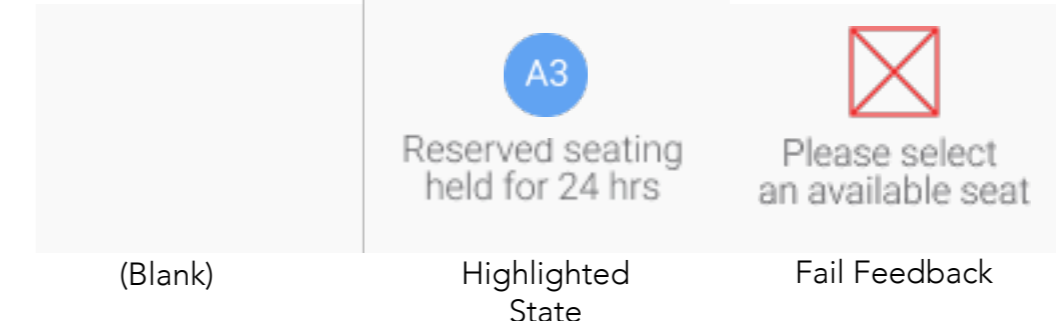 A3
Reserved seating
held for 24 hrs
Please select
an available seat
(Blank)
Highlighted
State
Fail Feedback